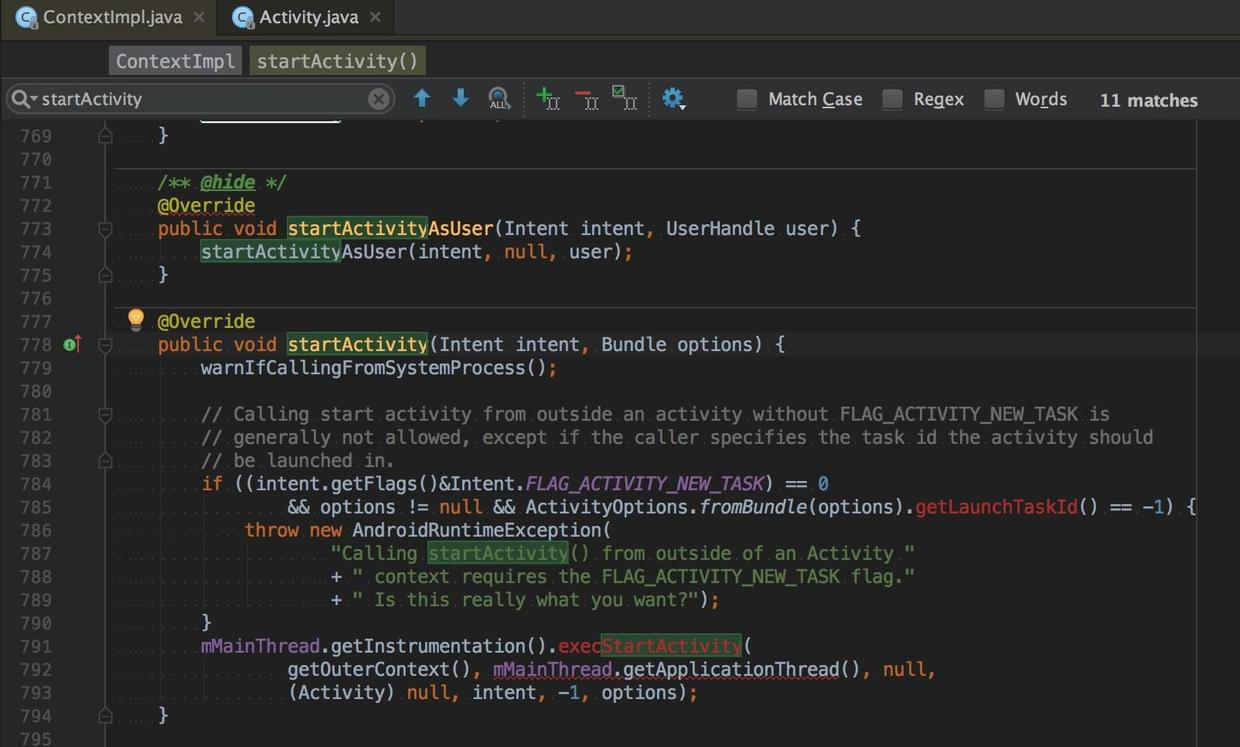 ContextImpl.java Activity.java
ContextImpl startActivity()
startActivity Match Case Regex Words 11 matches
769 }
770
771 /** @hide */
772 @Override
773 public void startActivityAsUser(Intent intent, UserHandle user) {
774 startActivityAsUser(intent, null, user);
775 }
776
777 @Override
778 public void startActivity(Intent intent, Bundle options) {
779 warnIfCallingFromSystemProcess();
780
781 // Calling start activity from outside an activity without FLAG_ACTIVITY_NEW_TASK is
782 // generally not allowed, except if the caller specifies the task id the activity should
783 // be launched in.
784 if ((intent.getFlags()&Intent.FLAG_ACTIVITY_NEW_TASK) == 0
785 && options != null && ActivityOptions.fromBundle(options).getLaunchTaskId() == -1) {
786 throw new AndroidRuntimeException(
787 "Calling startActivity() from outside of an Activity "
788 + " context requires the FLAG_ACTIVITY_NEW_TASK flag."
789 + " Is this really what you want?");
790 }
791 mMainThread.getInstrumentation().execStartActivity(
792 getOuterContext(), mMainThread.getApplicationThread(), null,
793 (Activity) null, intent, -1, options);
794 }
795